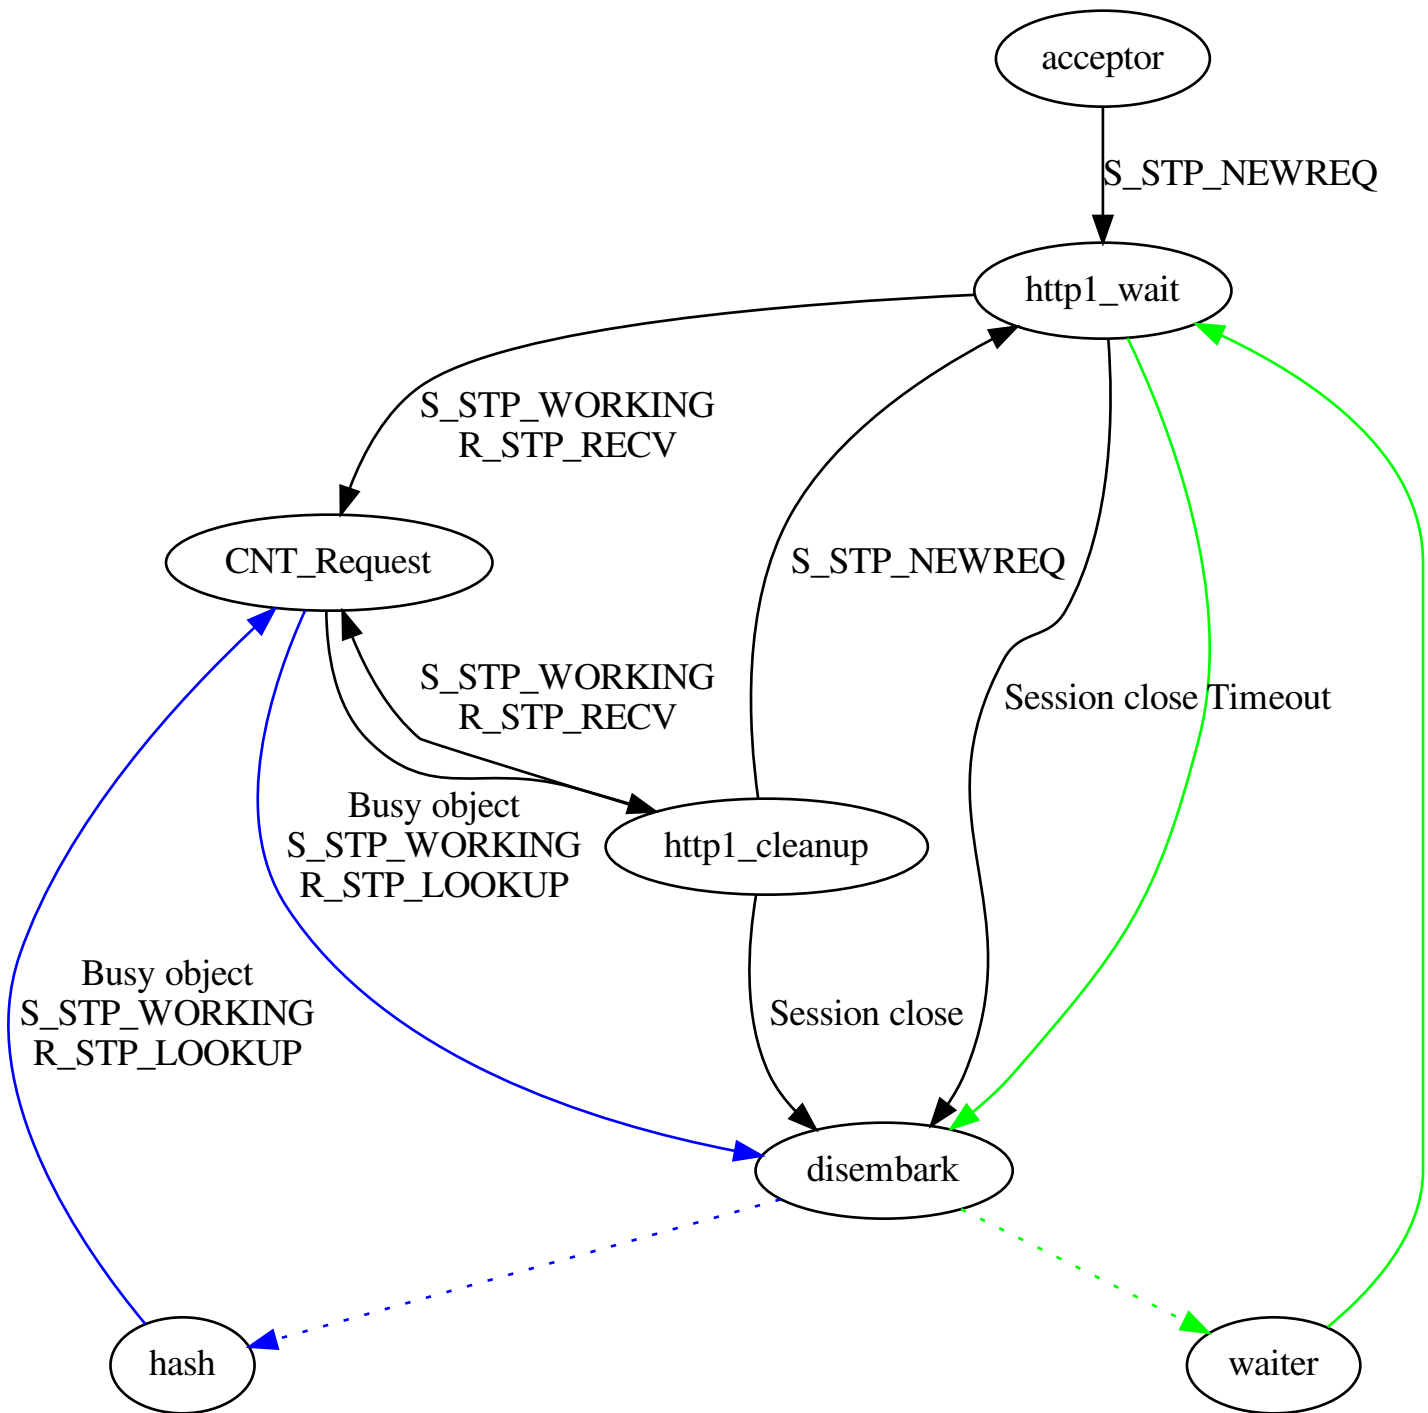 acceptor
S_STP_NEWREQ
http1_wait
S_STP_WORKING
R_STP_RECV
CNT_Request
S_STP_NEWREQ
S_STP_WORKING
R_STP_RECV
Session close
Timeout
Busy object
S_STP_WORKING
R_STP_LOOKUP
http1_cleanup
Busy object
S_STP_WORKING
R_STP_LOOKUP
Session close
disembark
hash
waiter